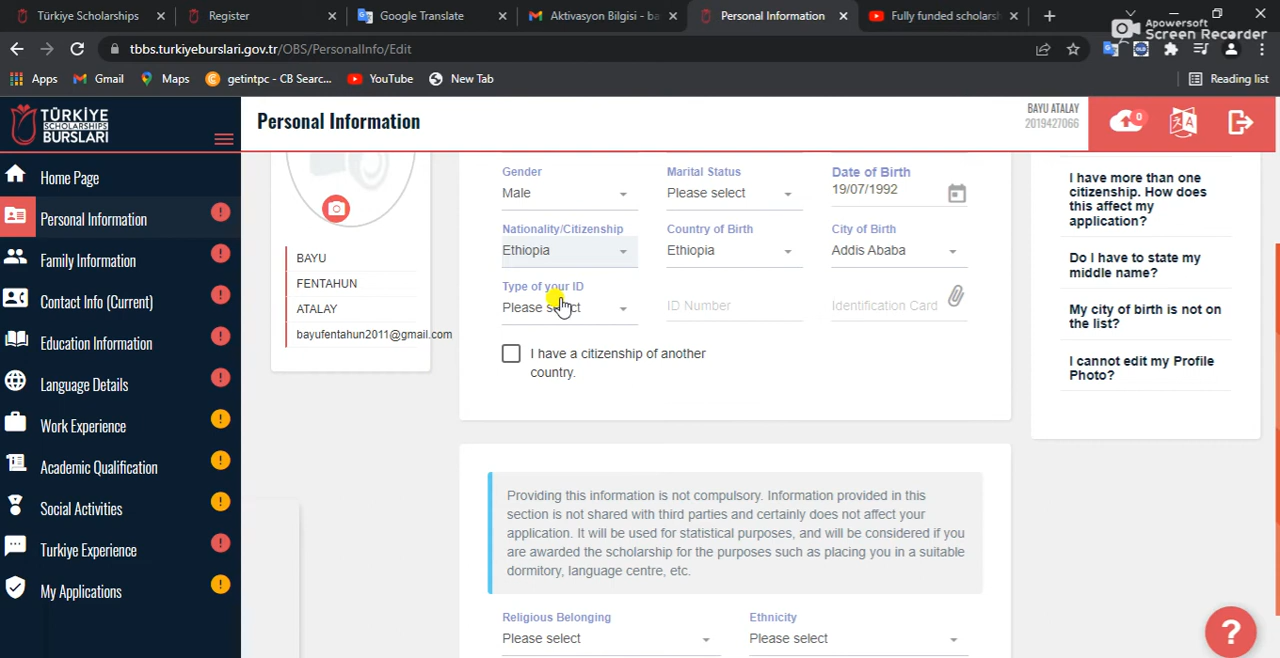 Türkiye Scholarships
Register
Google Translate
Aktivasyon Bilgisi - ba
Personal Information
Fully funded scholarsh
Apowersoft
Screen Recorder
tbbs.turkiyeburslari.gov.tr/OBS/PersonalInfo/Edit
Apps
Gmail
Maps
getintpc - CB Searc...
YouTube
New Tab
Reading list
TÜRKİYE
SCHOLARSHIPS
BURSLARI
Personal Information
BAYU ATALAY
2019427066
0
Home Page
Personal Information
Family Information
Contact Info (Current)
Education Information
Language Details
Work Experience
Academic Qualification
Social Activities
Turkiye Experience
My Applications
BAYU
FENTAHUN
ATALAY
bayufentahun2011@gmail.com
Gender
Marital Status
Date of Birth
Male
Please select
19/07/1992
Nationality/Citizenship
Country of Birth
City of Birth
Ethiopia
Ethiopia
Addis Ababa
Type of your ID
Please select
ID Number
Identification Card
I have a citizenship of another
country.
Providing this information is not compulsory. Information provided in this
section is not shared with third parties and certainly does not affect your
application. It will be used for statistical purposes, and will be considered if you
are awarded the scholarship for the purposes such as placing you in a suitable
dormitory, language centre, etc.
Religious Belonging
Ethnicity
Please select
Please select
I have more than one
citizenship. How does
this affect my
application?
Do I have to state my
middle name?
My city of birth is not on
the list?
I cannot edit my Profile
Photo?
?